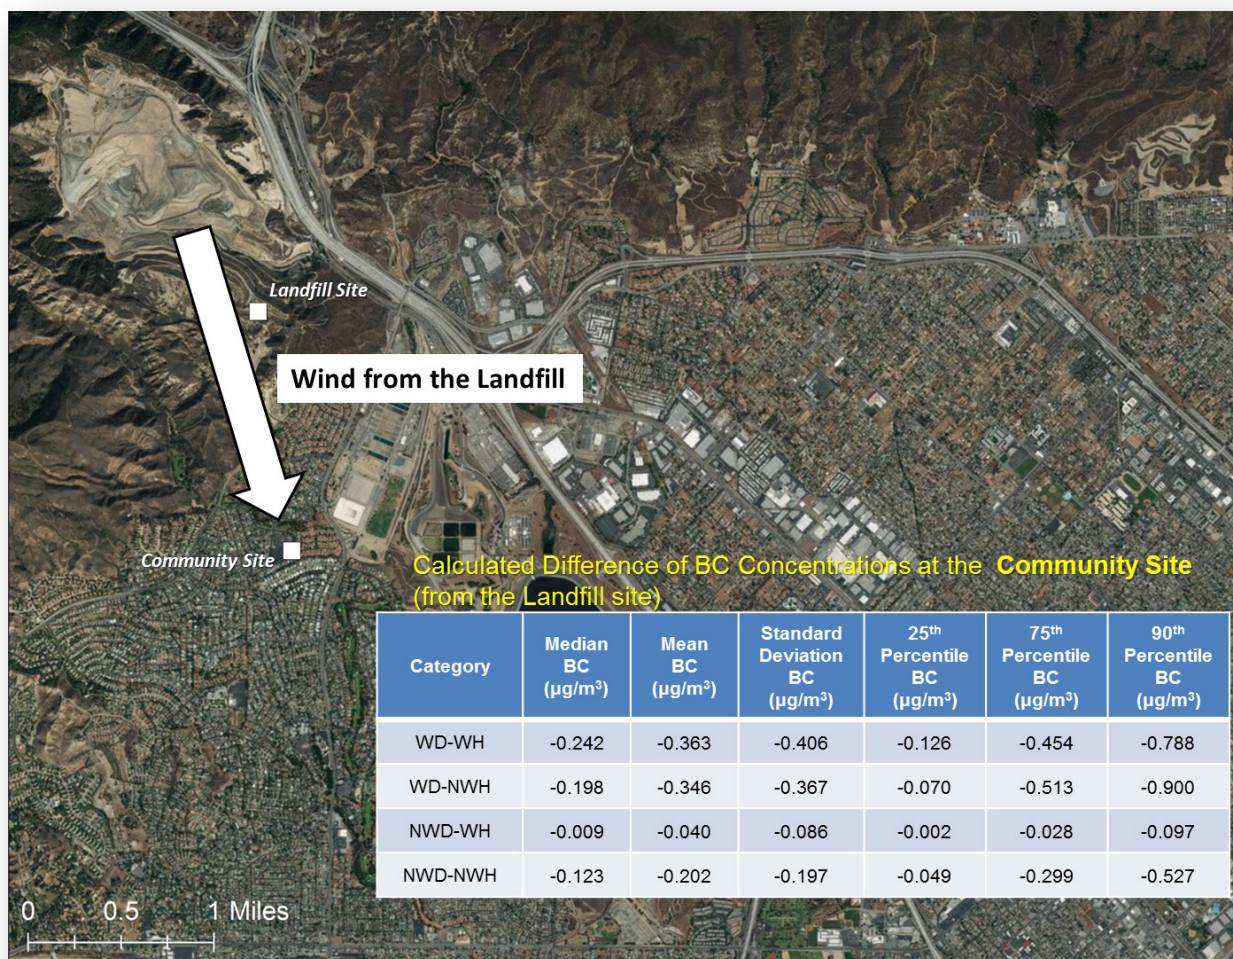 Landfill Site
Wind from the Landfill
Community Site
Calculated Difference of BC Concentrations at the Community Site
(from the Landfill site)
Category Median BC (µg/m³) Mean BC (µg/m³) Standard Deviation BC (µg/m³) 25th Percentile BC (µg/m³) 75th Percentile BC (µg/m³) 90th Percentile BC (µg/m³)
WD-WH -0.242 -0.363 -0.406 -0.126 -0.454 -0.788
WD-NWH -0.198 -0.346 -0.367 -0.070 -0.513 -0.900
NWD-WH -0.009 -0.040 -0.086 -0.002 -0.028 -0.097
NWD-NWH -0.123 -0.202 -0.197 -0.049 -0.299 -0.527
0 0.5 1 Miles